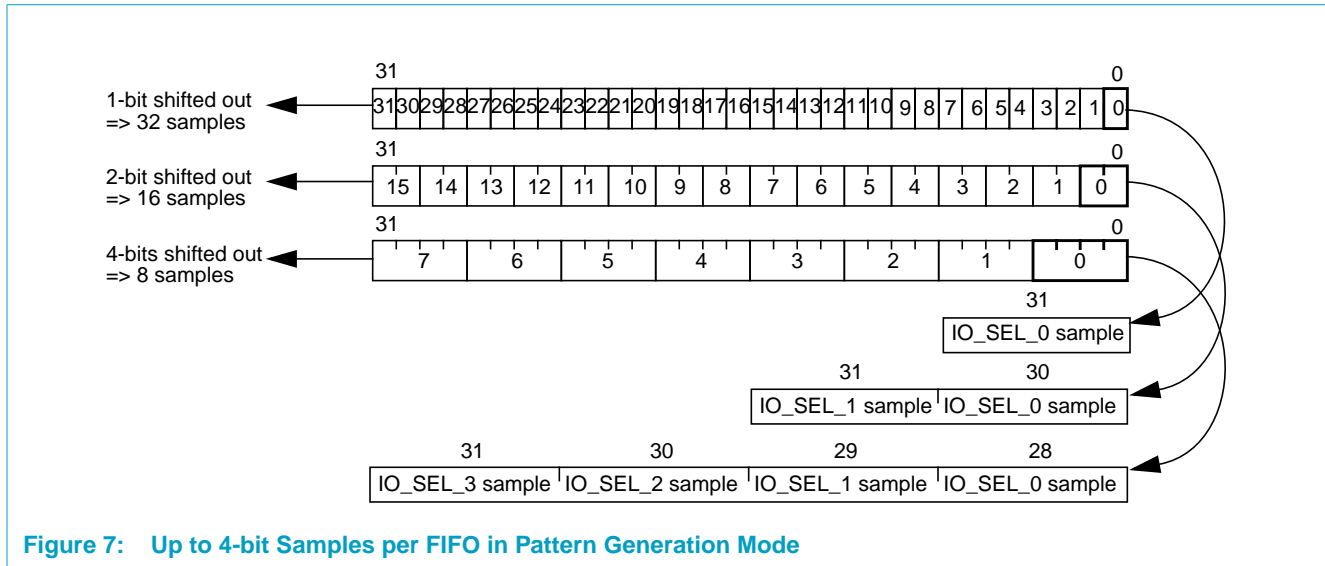 31 0
1-bit shifted out
=> 32 samples
31 30 29 28 27 26 25 24 23 22 21 20 19 18 17 16 15 14 13 12 11 10 9 8 7 6 5 4 3 2 1 0
31 0
2-bit shifted out
=> 16 samples
15 14 13 12 11 10 9 8 7 6 5 4 3 2 1 0
31 0
4-bits shifted out
=> 8 samples
7 6 5 4 3 2 1 0
31
IO_SEL_0 sample
31 30
IO_SEL_1 sample IO_SEL_0 sample
31 30 29 28
IO_SEL_3 sample IO_SEL_2 sample IO_SEL_1 sample IO_SEL_0 sample
Figure 7: Up to 4-bit Samples per FIFO in Pattern Generation Mode